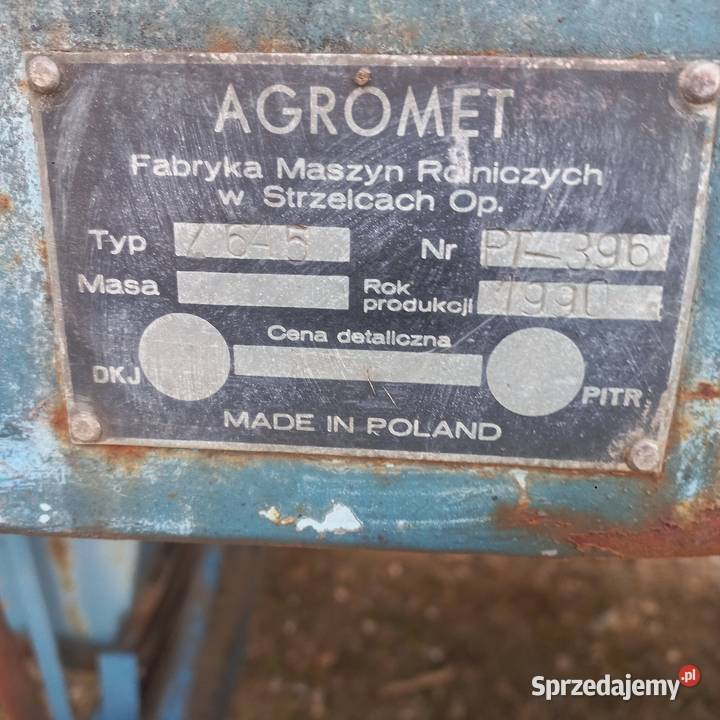 AGROMET
Fabryka Maszyn Rolniczych
w Strzelcach Op.
Typ Z 645 Nr PT-396
Masa Rok produkcji 1990
Cena detaliczna
DKJ PITR
MADE IN POLAND
Sprzedajemy.pl